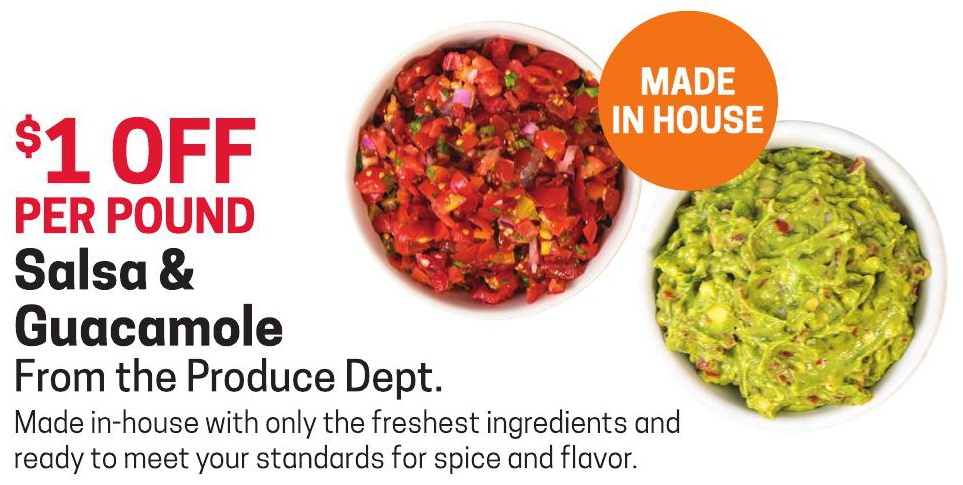 $1 OFF
PER POUND
Salsa &
Guacamole
From the Produce Dept.
Made in-house with only the freshest ingredients and
ready to meet your standards for spice and flavor.
MADE
IN HOUSE